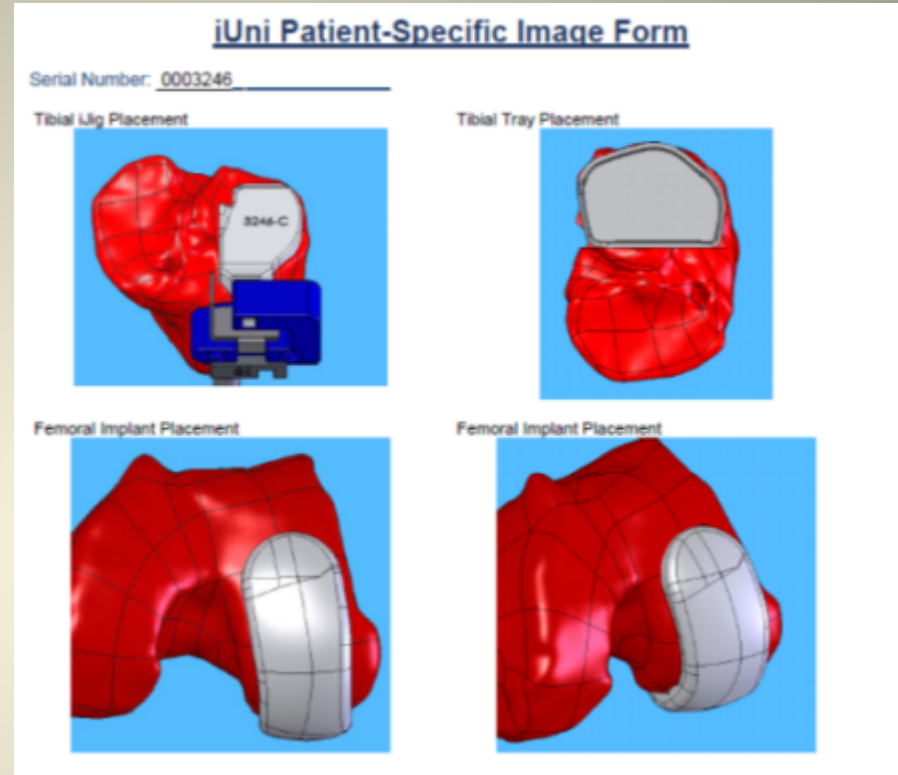 iUni Patient-Specific Image Form
Serial Number: 0003246
Tibial iJig Placement
Tibial Tray Placement
3246-C
Femoral Implant Placement
Femoral Implant Placement